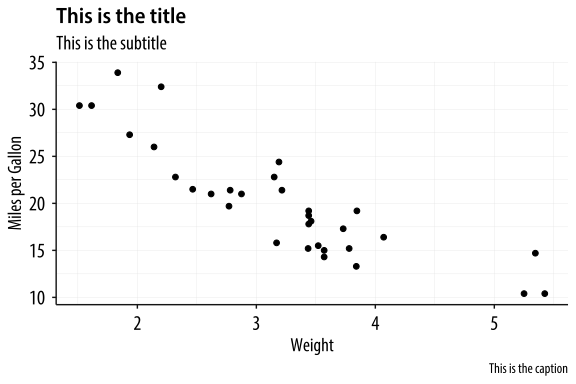 This is the title
This is the subtitle
Miles per Gallon
35
30
25
20
15
10
2 3 4 5
Weight
This is the caption